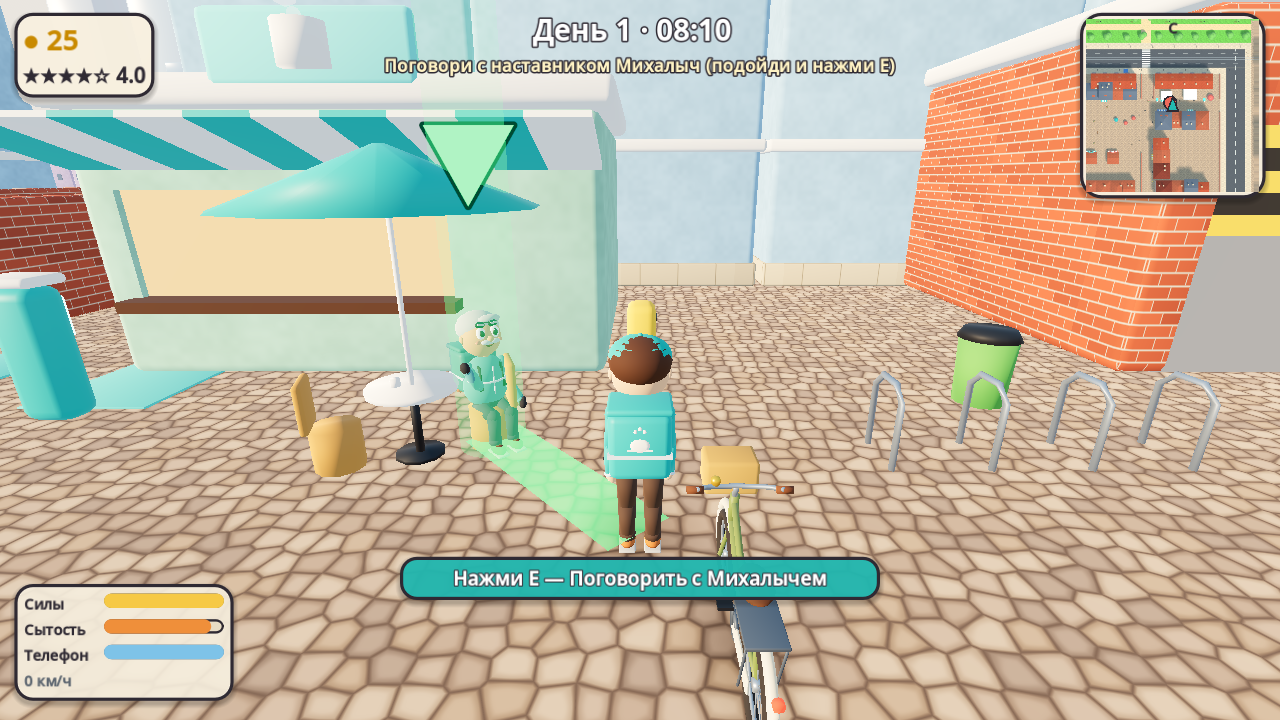 25
★★★★☆ 4.0
День 1 · 08:10
Поговори с наставником Михалыч (подойди и нажми E)
С
Нажми E — Поговорить с Михалычем
Силы
Сытость
Телефон
0 км/ч